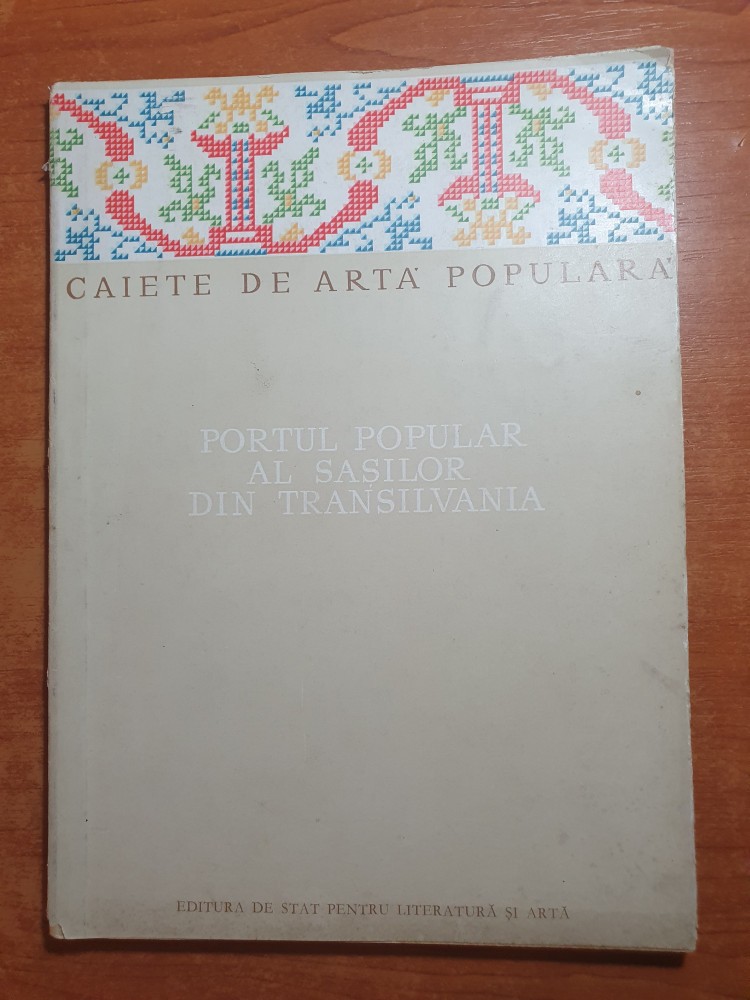 CAIETE DE ARTĂ POPULARĂ
PORTUL POPULAR
AL SAȘILOR
DIN TRANSILVANIA
EDITURA DE STAT PENTRU LITERATURĂ ȘI ARTĂ